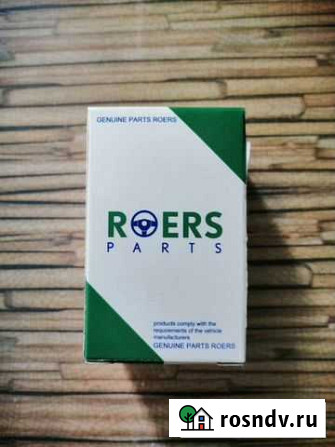 GENUINE PARTS ROERS
ROERS
PARTS
products comply with the
requirements of the vehicle
manufacturers
GENUINE PARTS ROERS
rosndv.ru